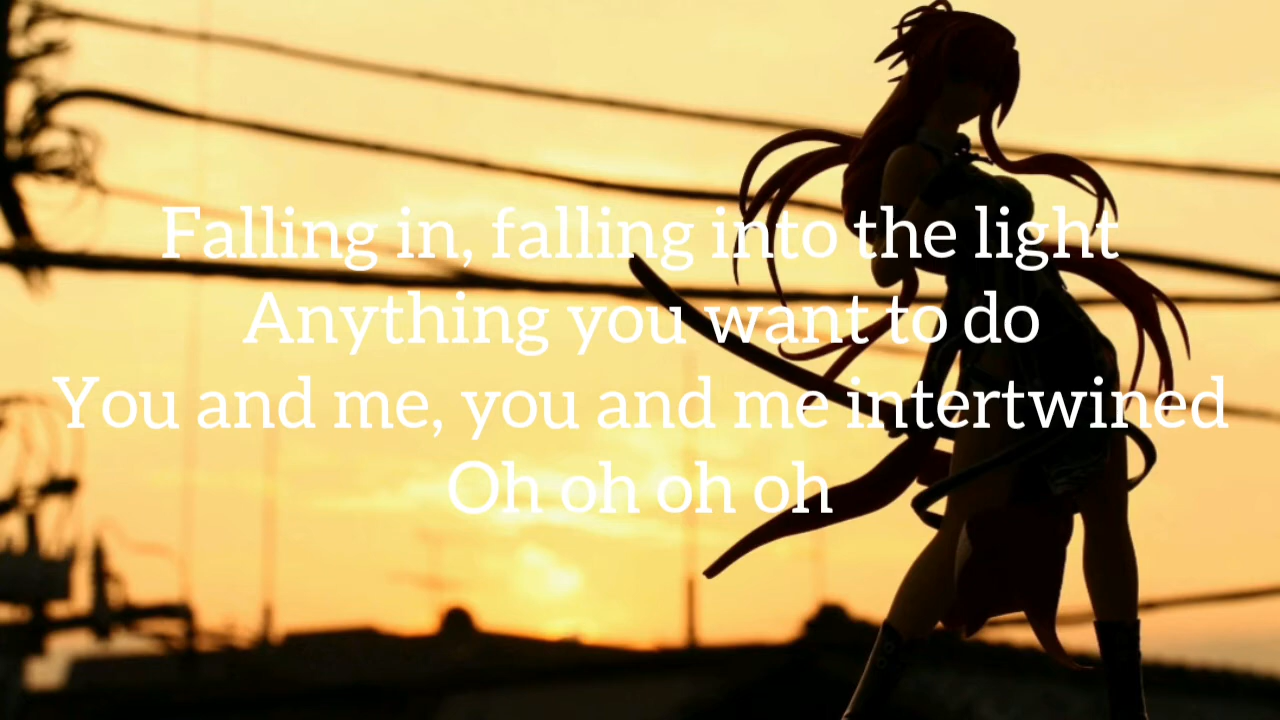 Falling in, falling into the light
Anything you want to do
You and me, you and me intertwined
Oh oh oh oh